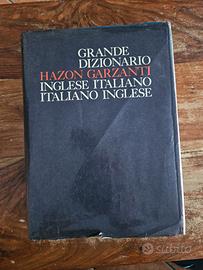 GRANDE
DIZIONARIO
HAZON GARZANTI
INGLESE ITALIANO
ITALIANO INGLESE
subito